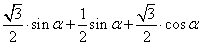 √3/2 · sin α + 1/2 sin α + √3/2 · cos α